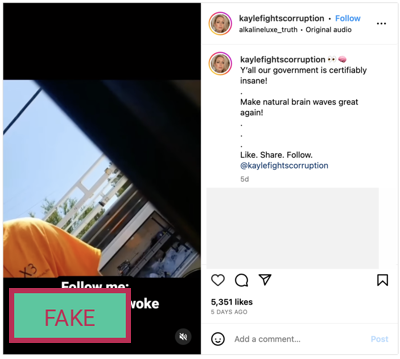 kaylefightscorruption • Follow
alkalineluxe_truth • Original audio
kaylefightscorruption 👀 🧠
Y'all our government is certifiably
insane!
.
Make natural brain waves great
again!
.
.
.
Like. Share. Follow.
@kaylefightscorruption
5d
X3
Follow me:
woke
FAKE
5,351 likes
5 DAYS AGO
Add a comment...
Post